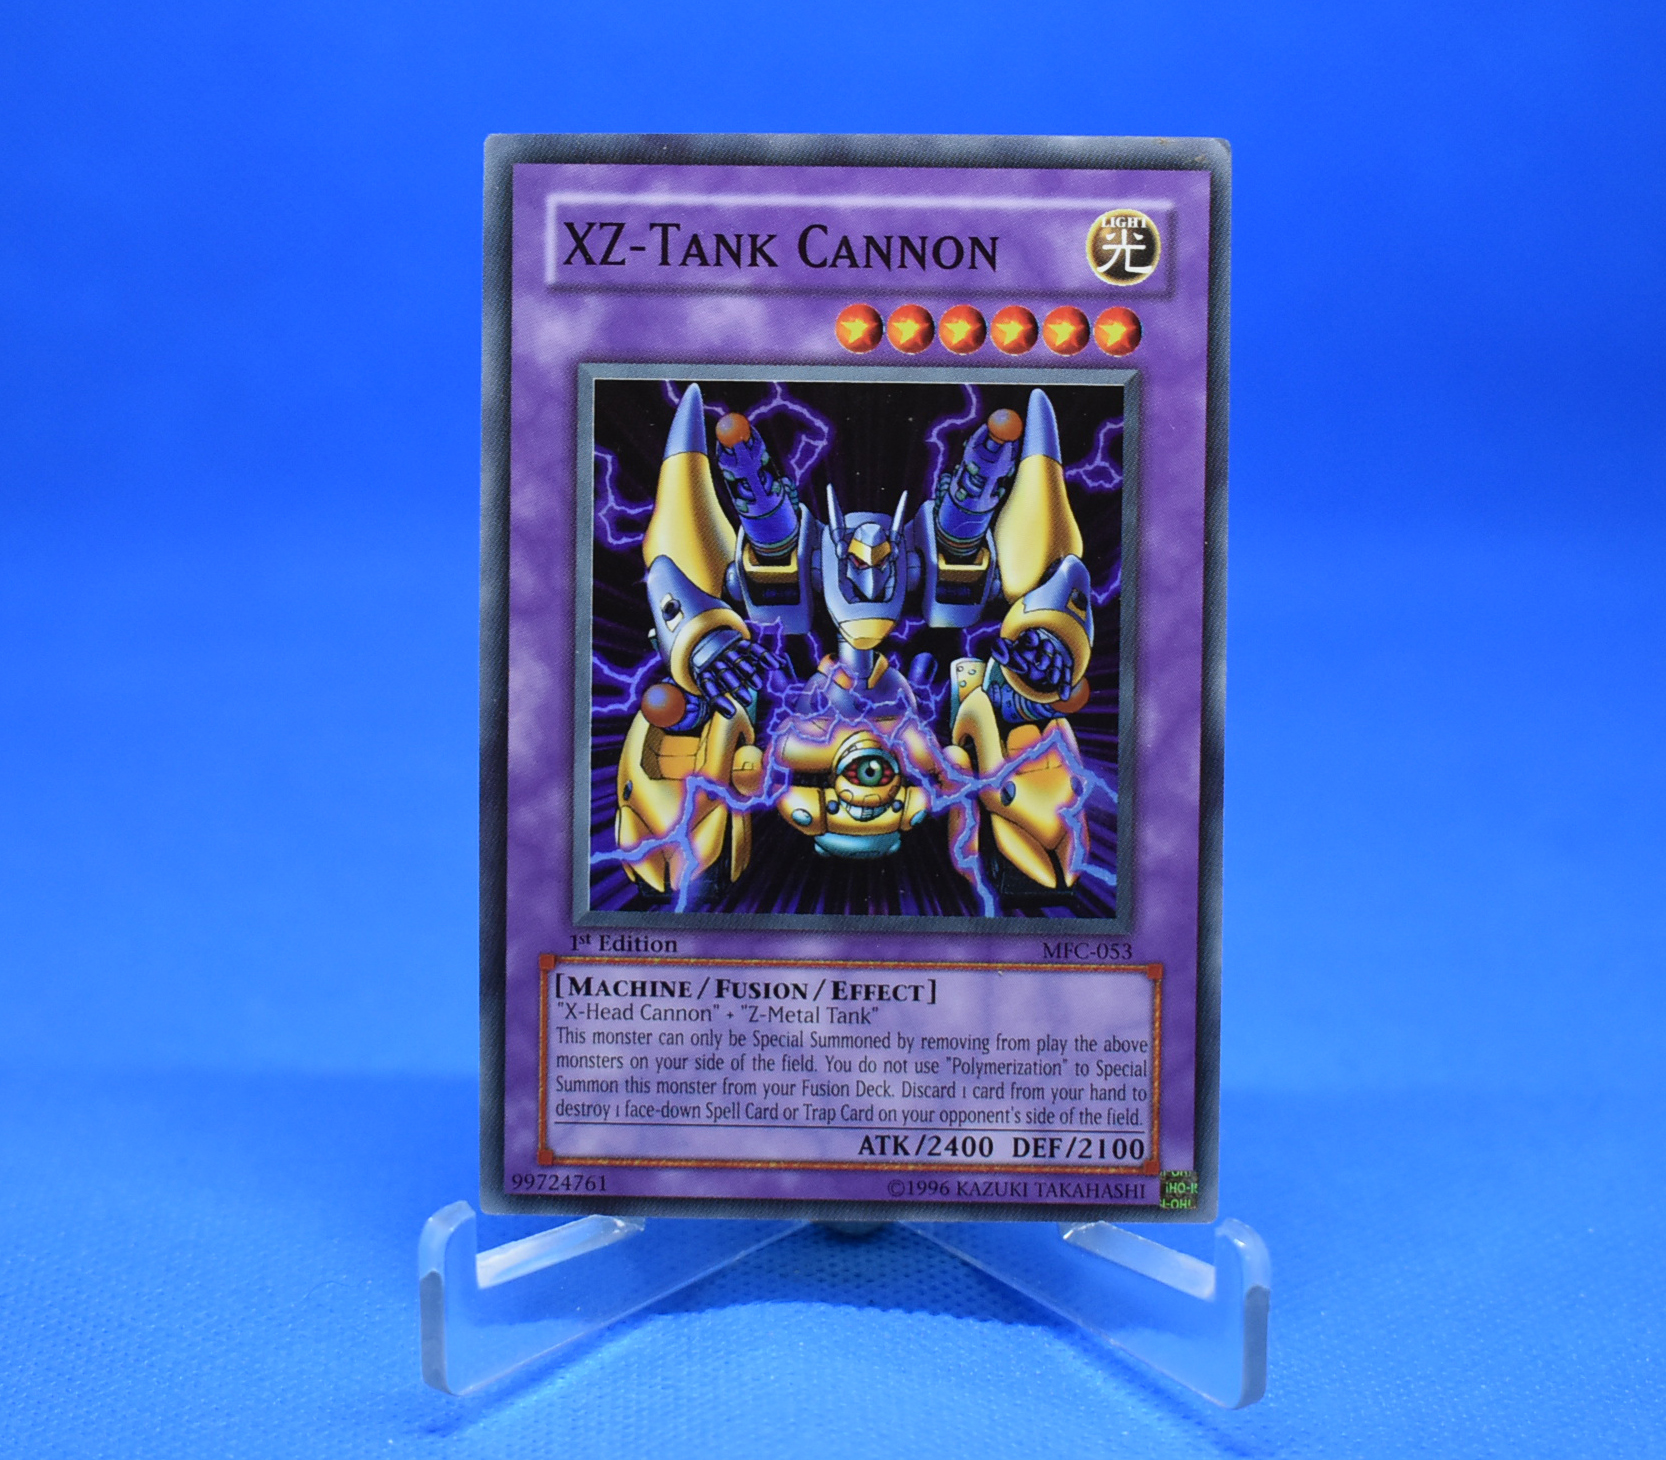 XZ-TANK CANNON
LIGHT
光
1st Edition
MFC-053
[MACHINE/FUSION/EFFECT]
"X-Head Cannon" + "Z-Metal Tank"
This monster can only be Special Summoned by removing from play the above
monsters on your side of the field. You do not use "Polymerization" to Special
Summon this monster from your Fusion Deck. Discard 1 card from your hand to
destroy 1 face-down Spell Card or Trap Card on your opponent's side of the field.
ATK/2400 DEF/2100
99724761
©1996 KAZUKI TAKAHASHI